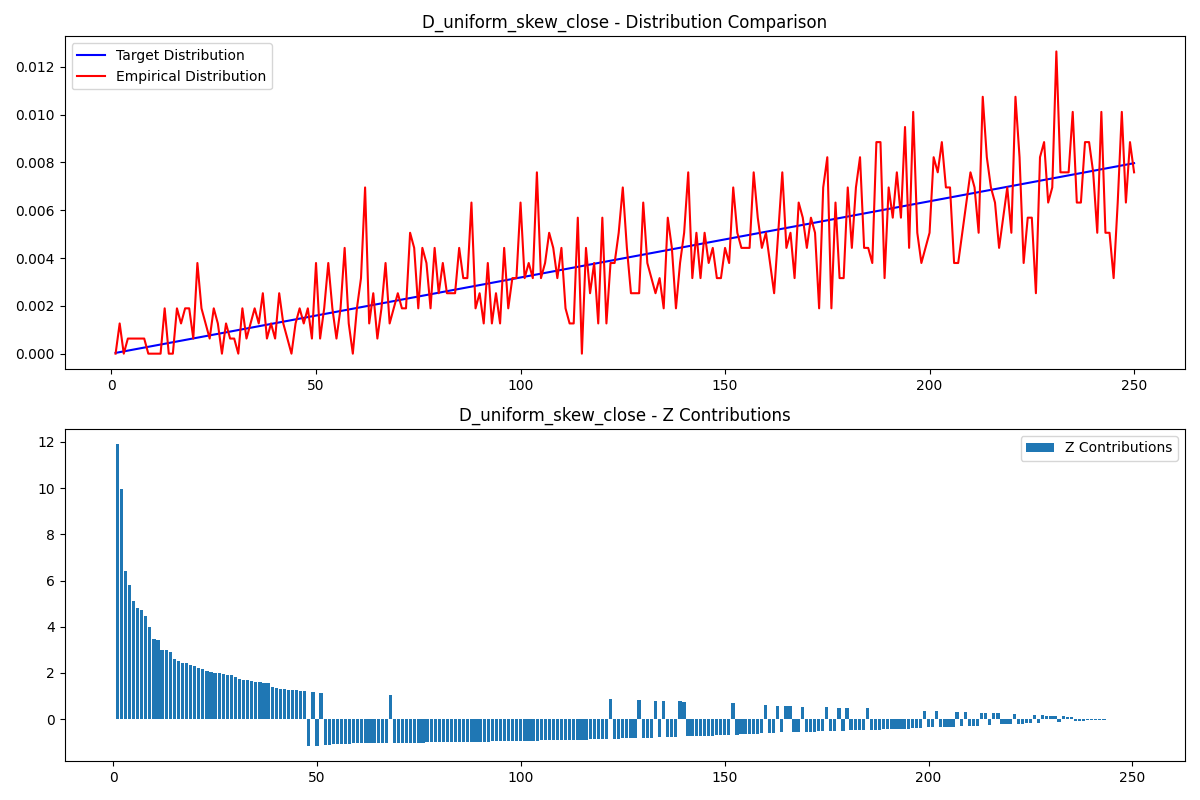 D_uniform_skew_close - Distribution Comparison
Target Distribution
Empirical Distribution
0.012
0.010
0.008
0.006
0.004
0.002
0.000
0 50 100 150 200 250
D_uniform_skew_close - Z Contributions
Z Contributions
12
10
8
6
4
2
0
0 50 100 150 200 250